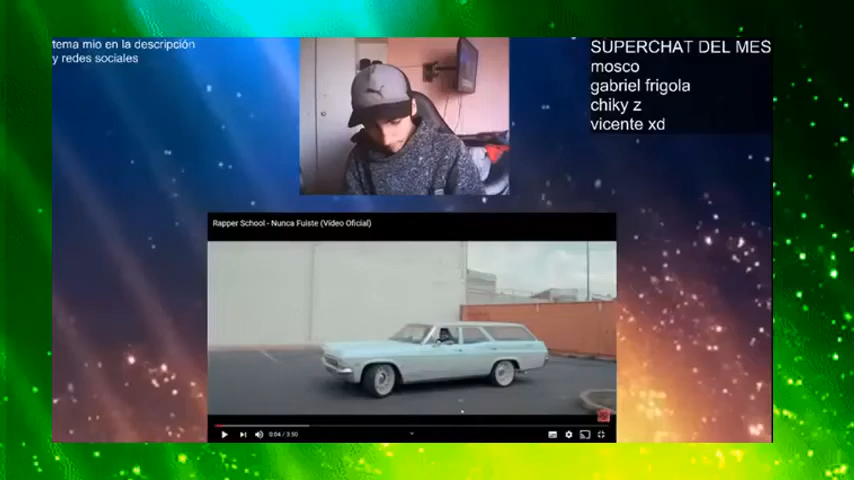 tema mio en la descripción
y redes sociales
SUPERCHAT DEL MES
mosco
gabriel frigola
chiky z
vicente xd
Rapper School - Nunca Fuiste (Video Oficial)
0:04 / 3:50